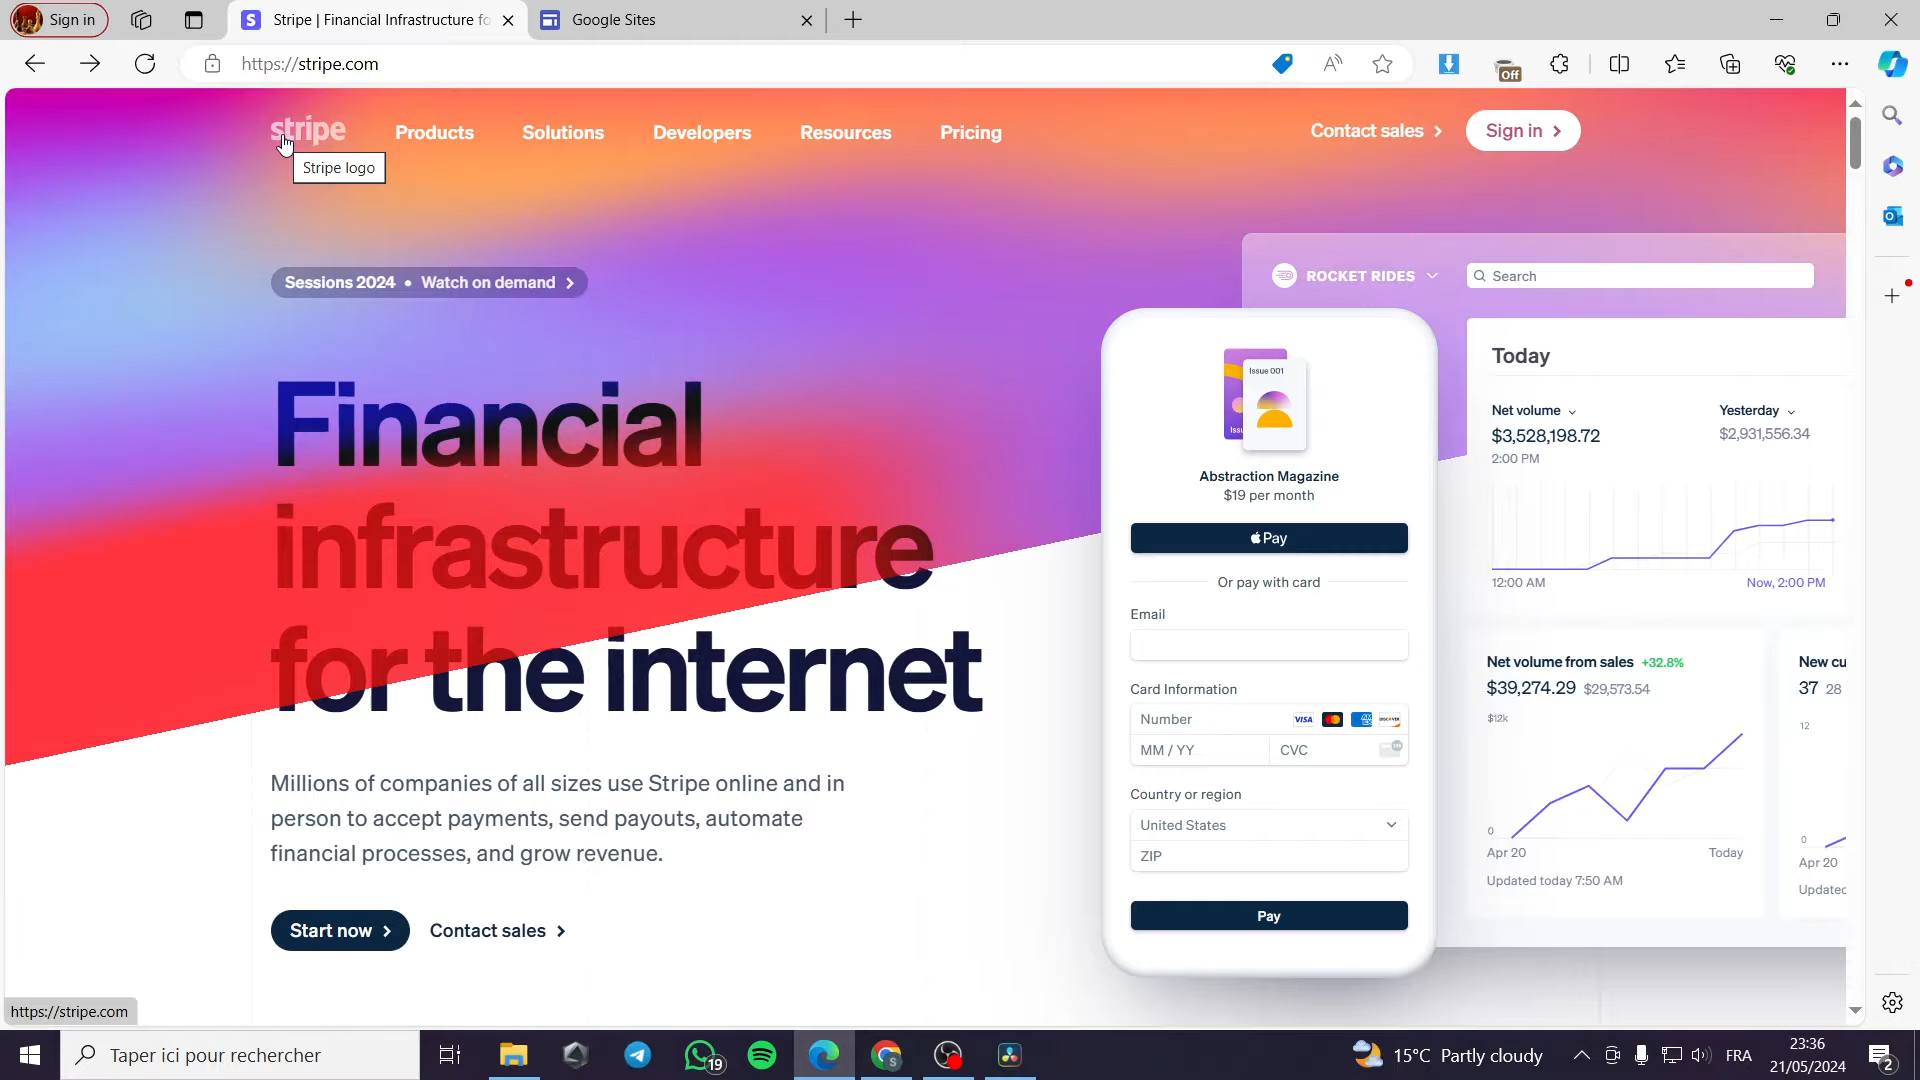 Sign in
Stripe | Financial Infrastructure fo
Google Sites
https://stripe.com
Off
stripe
Products
Solutions
Developers
Resources
Pricing
Contact sales
Sign in
Stripe logo
Sessions 2024 • Watch on demand
ROCKET RIDES
Search
Financial
infrastructure
for the internet
Millions of companies of all sizes use Stripe online and in
person to accept payments, send payouts, automate
financial processes, and grow revenue.
Start now
Contact sales
Issue 001
Abstraction Magazine
$19 per month
Pay
Or pay with card
Email
Card Information
Number
VISA
MM / YY
CVC
Country or region
United States
ZIP
Pay
Today
Net volume
Yesterday
$3,528,198.72
$2,931,556.34
2:00 PM
12:00 AM
Now, 2:00 PM
Net volume from sales +32.8%
$39,274.29 $29,573.54
$12k
0
Apr 20
Today
Updated today 7:50 AM
New cu
37 28
12
0
Apr 20
Updated
https://stripe.com
Taper ici pour rechercher
19
15°C Partly cloudy
FRA
23:36
21/05/2024
2